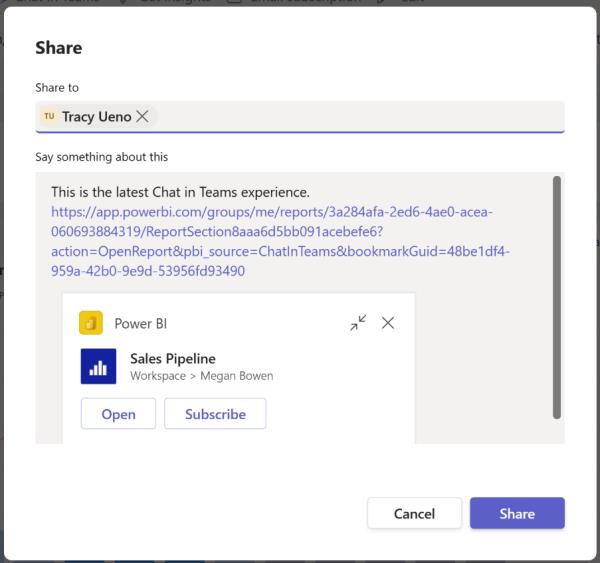 Share
Share to
TU Tracy Ueno
Say something about this
This is the latest Chat in Teams experience.
https://app.powerbi.com/groups/me/reports/3a284afa-2ed6-4ae0-acea-
060693884319/ReportSection8aaa6d5bb091acebefe6?
action=OpenReport&pbi_source=ChatInTeams&bookmarkGuid=48be1df4-
959a-42b0-9e9d-53956fd93490
Power BI
Sales Pipeline
Workspace > Megan Bowen
Open Subscribe
Cancel Share